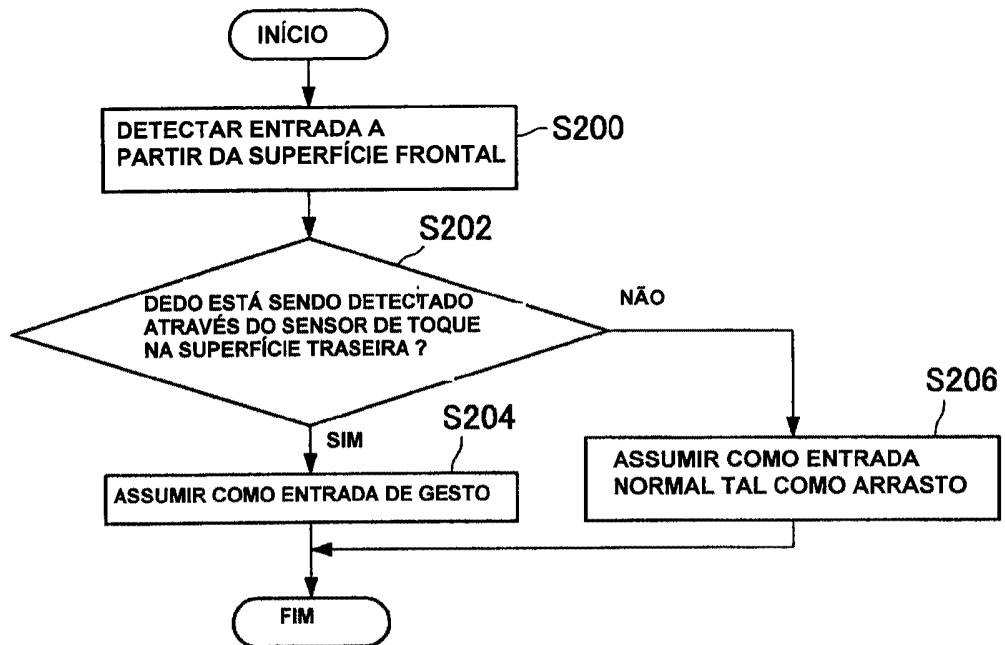 INÍCIO
DETECTAR ENTRADA A
PARTIR DA SUPERFÍCIE FRONTAL
S200
S202
DEDO ESTÁ SENDO DETECTADO
ATRAVÉS DO SENSOR DE TOQUE
NA SUPERFÍCIE TRASEIRA ?
NÃO
SIM
S204
ASSUMIR COMO ENTRADA DE GESTO
S206
ASSUMIR COMO ENTRADA
NORMAL TAL COMO ARRASTO
FIM